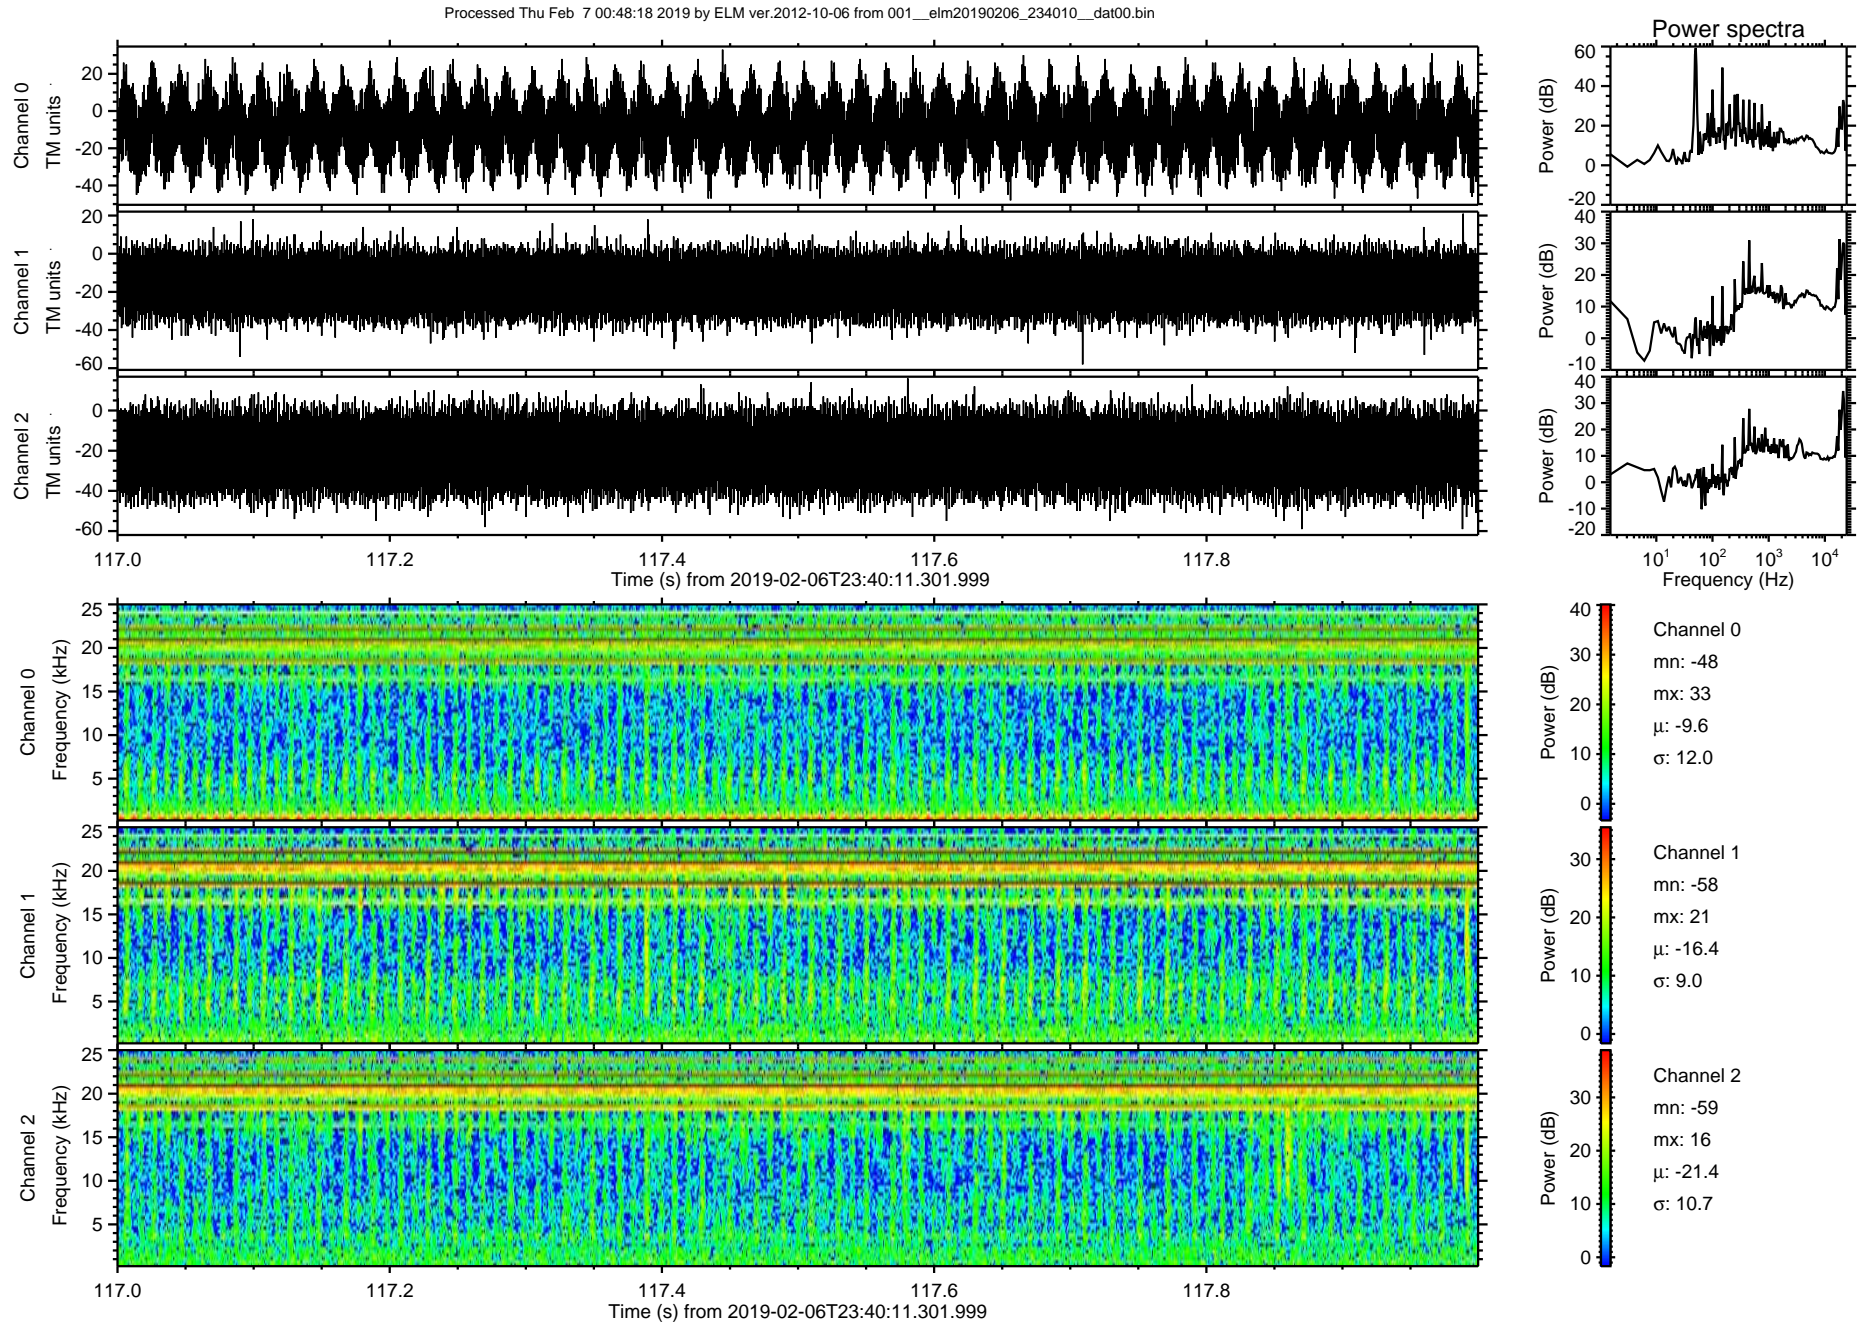 Processed Thu Feb  7 00:48:18 2019 by ELM ver.2012-10-06 from 001__elm20190206_234010__dat00.bin
Power spectra
Channel 0
TM units
20
0
-20
-40
Power (dB)
60
40
20
0
-20
Channel 1
TM units
20
0
-20
-40
-60
Power (dB)
40
30
20
10
0
-10
Channel 2
TM units
0
-20
-40
-60
Power (dB)
40
30
20
10
0
-10
-20
117.0 117.2 117.4 117.6 117.8
Time (s) from 2019-02-06T23:40:11.301.999
10¹ 10² 10³ 10⁴
Frequency (Hz)
Channel 0
Frequency (kHz)
25
20
15
10
5
Power (dB)
40
30
20
10
0
Channel 0
mn: -48
mx: 33
μ: -9.6
σ: 12.0
Channel 1
Frequency (kHz)
25
20
15
10
5
Power (dB)
30
20
10
0
Channel 1
mn: -58
mx: 21
μ: -16.4
σ: 9.0
Channel 2
Frequency (kHz)
25
20
15
10
5
Power (dB)
30
20
10
0
Channel 2
mn: -59
mx: 16
μ: -21.4
σ: 10.7
117.0 117.2 117.4 117.6 117.8
Time (s) from 2019-02-06T23:40:11.301.999